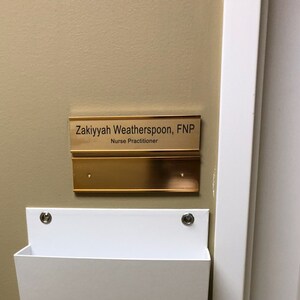 Zakiyyah Weatherspoon, FNP
Nurse Practitioner